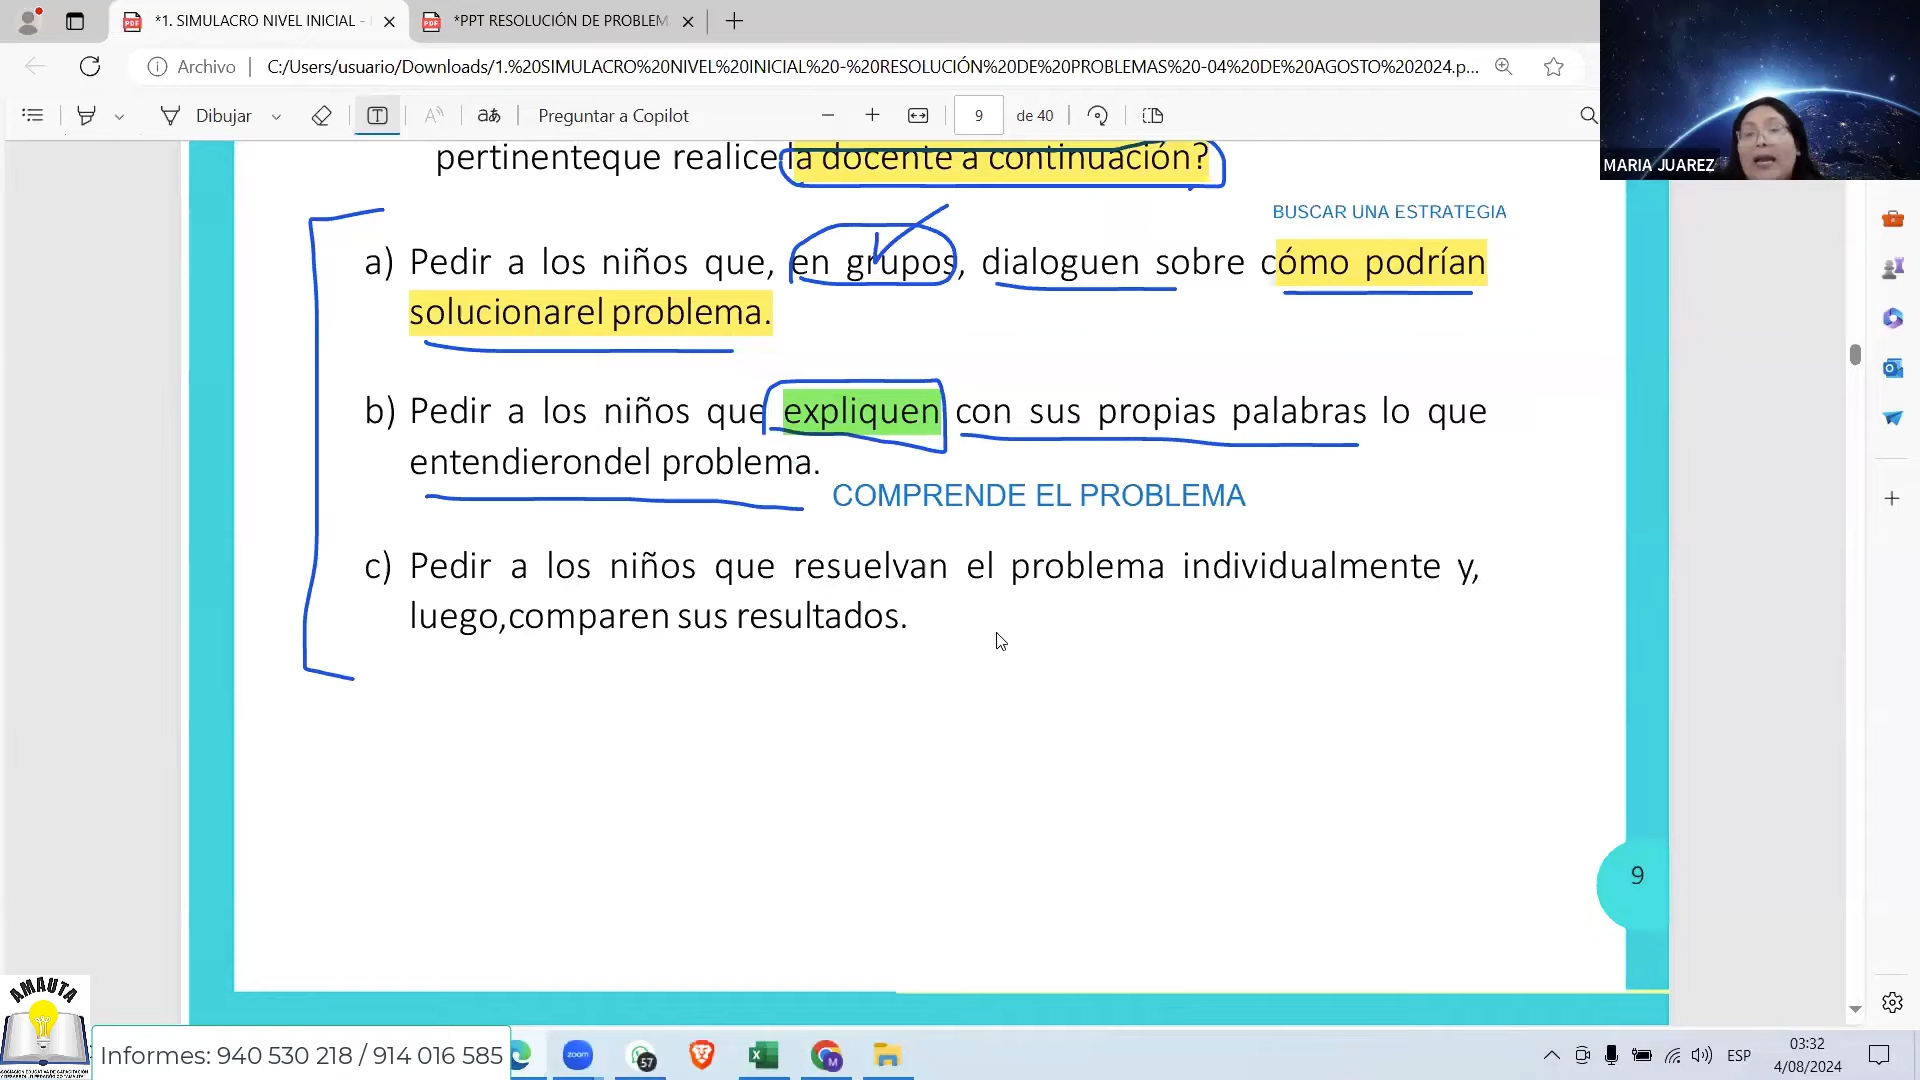 *1. SIMULACRO NIVEL INICIAL -
*PPT RESOLUCIÓN DE PROBLEM
Archivo
C:/Users/usuario/Downloads/1.%20SIMULACRO%20NIVEL%20INICIAL%20-%20RESOLUCIÓN%20DE%20PROBLEMAS%20-04%20DE%20AGOSTO%202024.p...
Dibujar
Preguntar a Copilot
9
de 40
MARIA JUAREZ
pertinenteque realice la docente a continuación?
BUSCAR UNA ESTRATEGIA
a) Pedir a los niños que, en grupos, dialoguen sobre cómo podrían
solucionarel problema.
b) Pedir a los niños que expliquen con sus propias palabras lo que
entendierondel problema.
COMPRENDE EL PROBLEMA
c) Pedir a los niños que resuelvan el problema individualmente y,
luego,comparen sus resultados.
9
AMAUTA
Informes: 940 530 218 / 914 016 585
zoom
57
M
ESP
03:32
4/08/2024